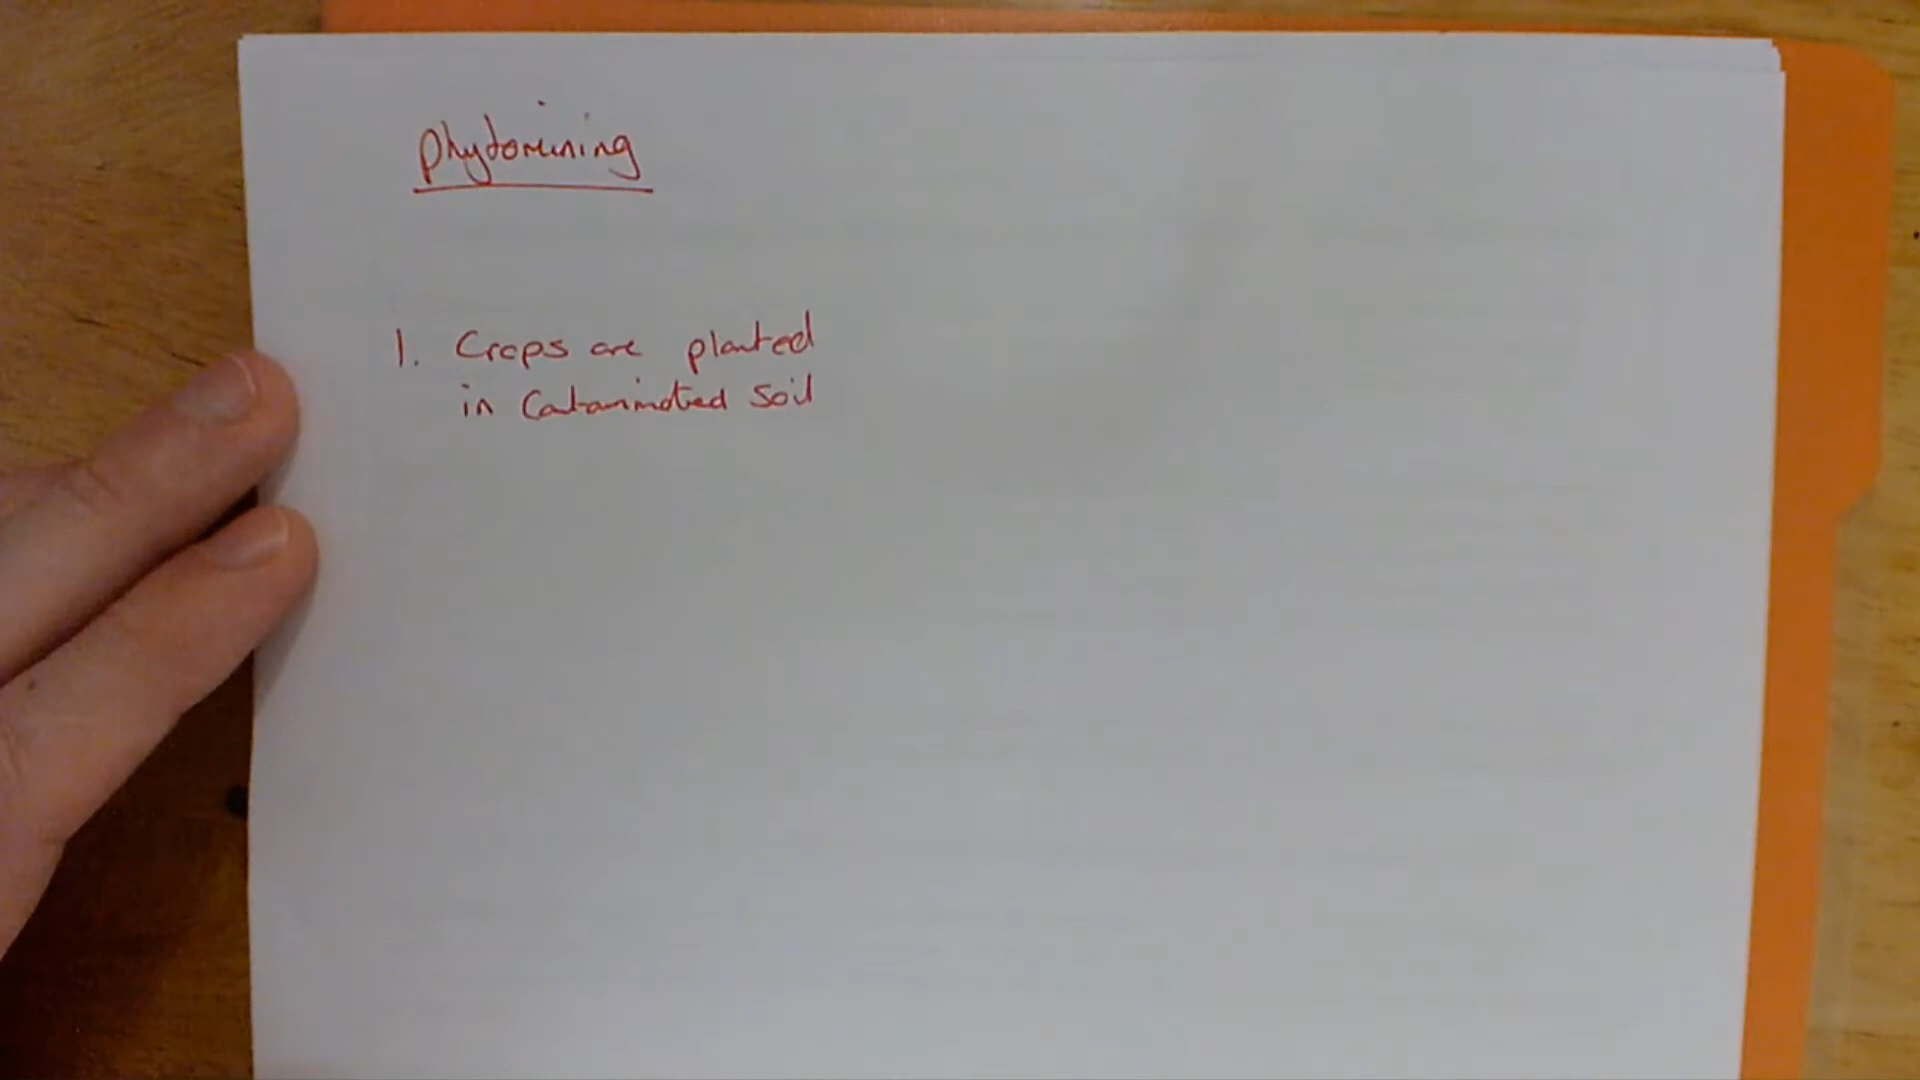 Phytomining
1. Crops are planted
in Contaminated Soil